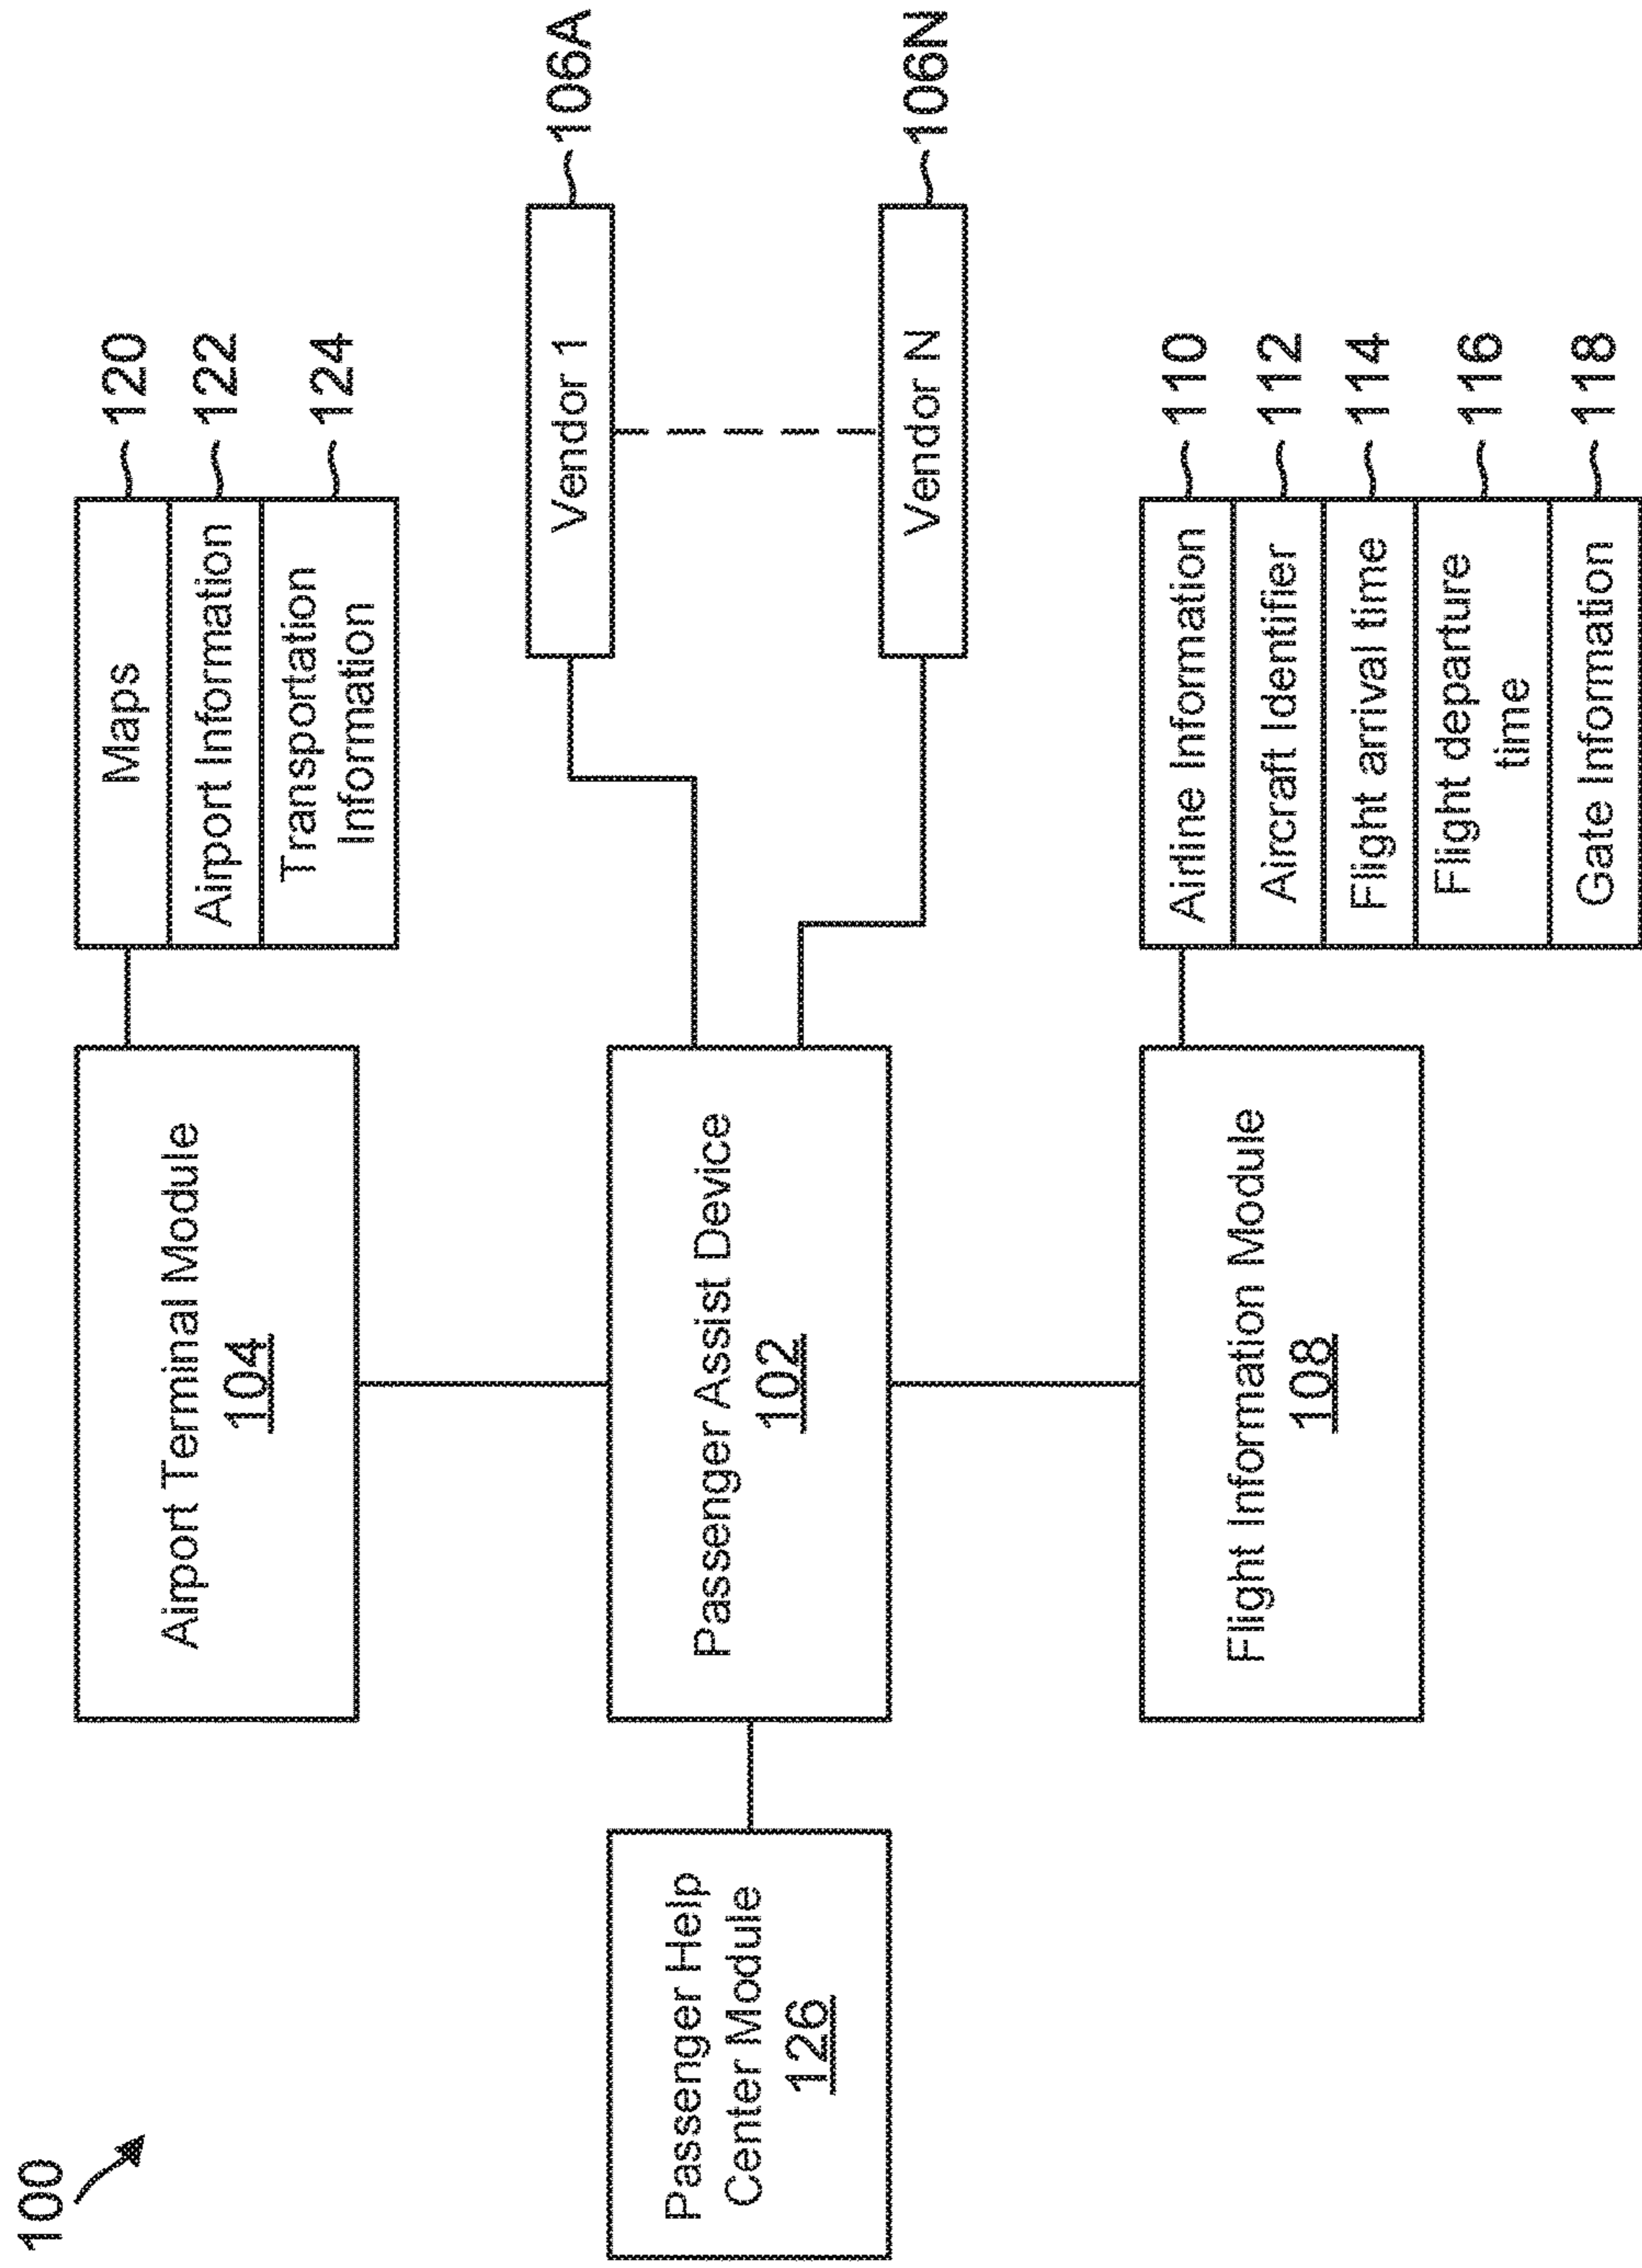 100
Airport Terminal Module
104
Maps
120
Airport Information
122
Transportation
Information
124
Passenger Help
Center Module
126
Passenger Assist Device
102
Vendor 1
106A
Vendor N
106N
Flight Information Module
108
Airline Information
110
Aircraft Identifier
112
Flight arrival time
114
Flight departure
time
116
Gate Information
118